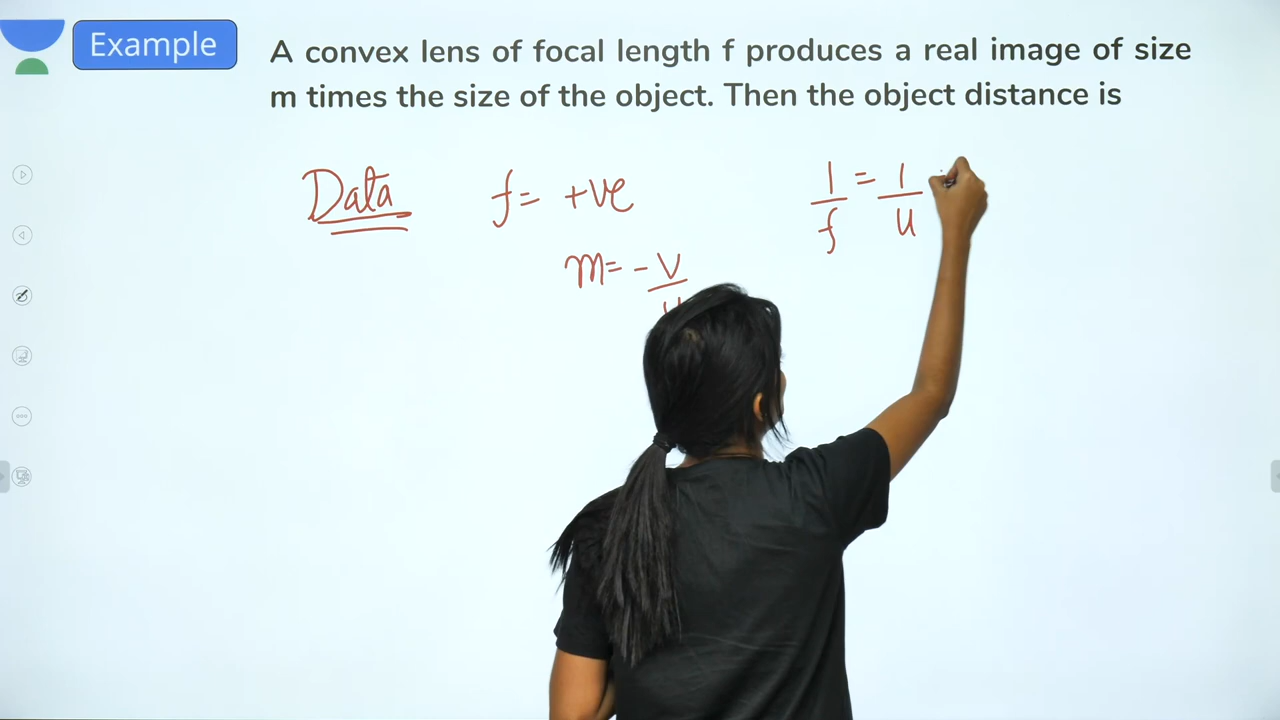 Example
A convex lens of focal length f produces a real image of size
m times the size of the object. Then the object distance is
Data f = +ve
1/f = 1/u
m = - v/u